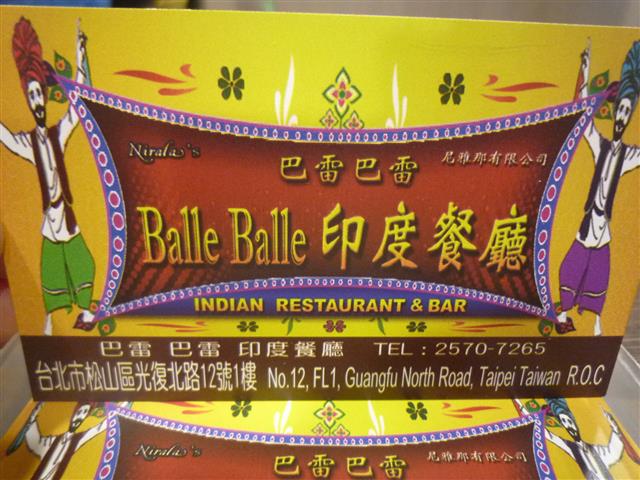 Nirala's
尼雅那有限公司
巴雷巴雷
Balle Balle 印度餐廳
INDIAN RESTAURANT & BAR
巴雷 巴雷 印度餐廳 TEL : 2570-7265
台北市松山區光復北路12號1樓 No.12, FL1, Guangfu North Road, Taipei Taiwan R.O.C
Nirala's
巴雷巴雷
尼雅那有限公司